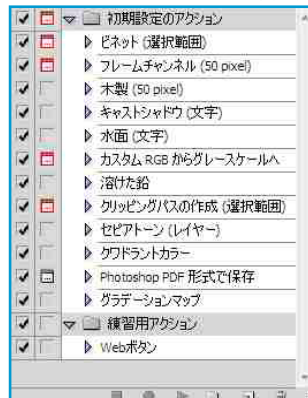 初期設定のアクション
ビネット (選択範囲)
フレームチャンネル (50 pixel)
木製 (50 pixel)
キャストシャドウ (文字)
水面 (文字)
カスタム RGB からグレースケールへ
溶けた鉛
クリッピングパスの作成 (選択範囲)
セピアトーン (レイヤー)
クワドラントカラー
Photoshop PDF 形式で保存
グラデーションマップ
練習用アクション
Webボタン